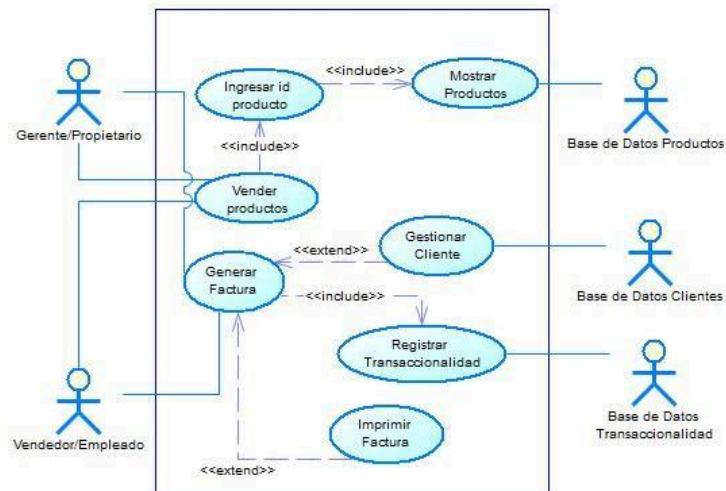 <<include>>
Ingresar id
producto
Mostrar
Productos
Gerente/Propietario
Base de Datos Productos
<<include>>
Vender
productos
Gestionar
Cliente
<<extend>>
Generar
Factura
<<include>>
Base de Datos Clientes
Registrar
Transaccionalidad
Base de Datos
Transaccionalidad
Vendedor/Empleado
Imprimir
Factura
<<extend>>